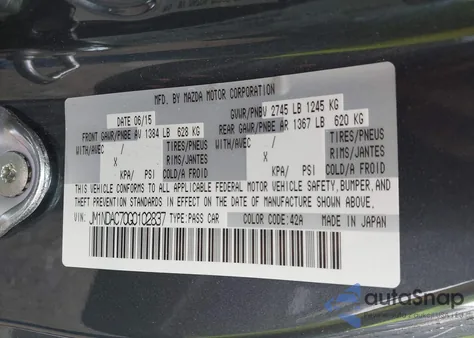 MFD. BY MAZDA MOTOR CORPORATION
DATE 06/15 GVWR/PNBV 2745 LB 1245 KG
FRONT GAWR/PNBE AV 1384 LB 628 KG REAR GAWR/PNBE AR 1367 LB 620 KG
WITH/AVEC / TIRES/PNEUS WITH/AVEC / TIRES/PNEUS
X RIMS/JANTES X RIMS/JANTES
KPA/ PSI COLD/A FROID KPA/ PSI COLD/A FROID
THIS VEHICLE CONFORMS TO ALL APPLICABLE FEDERAL MOTOR VEHICLE SAFETY, BUMPER, AND
THEFT PREVENTION STANDARDS IN EFFECT ON THE DATE OF MANUFACTURE SHOWN ABOVE.
VIN: JM1NDAC70G0102837 TYPE: PASS CAR COLOR CODE: 42A MADE IN JAPAN
autoSnap